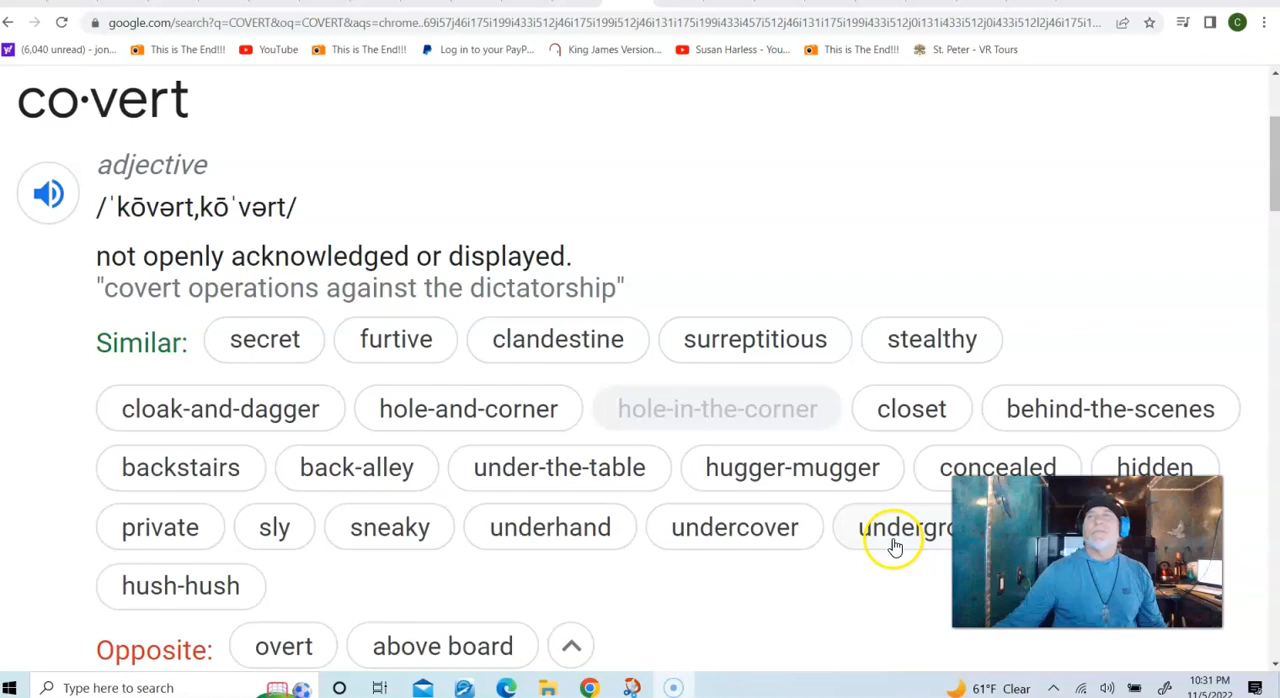 google.com/search?q=COVERT&oq=COVERT&aqs=chrome..69i57j46i175i199i433i512j46i175i199i512j46i131i175i199i433i457i512j46i131i175i199i433i512j0i131i433i512j0i433i512l2j46i175i1...
C
(6,040 unread) - jon... This is The End!!! YouTube This is The End!!! Log in to your PayP... King James Version... Susan Harless - You... This is The End!!! St. Peter - VR Tours
co·vert
adjective
/ˈkōvərt,kōˈvərt/
not openly acknowledged or displayed.
"covert operations against the dictatorship"
Similar: secret furtive clandestine surreptitious stealthy
cloak-and-dagger hole-and-corner hole-in-the-corner closet behind-the-scenes
backstairs back-alley under-the-table hugger-mugger concealed hidden
private sly sneaky underhand undercover undergro
hush-hush
Opposite: overt above board
Type here to search 61°F Clear 10:31 PM
11/5/2022